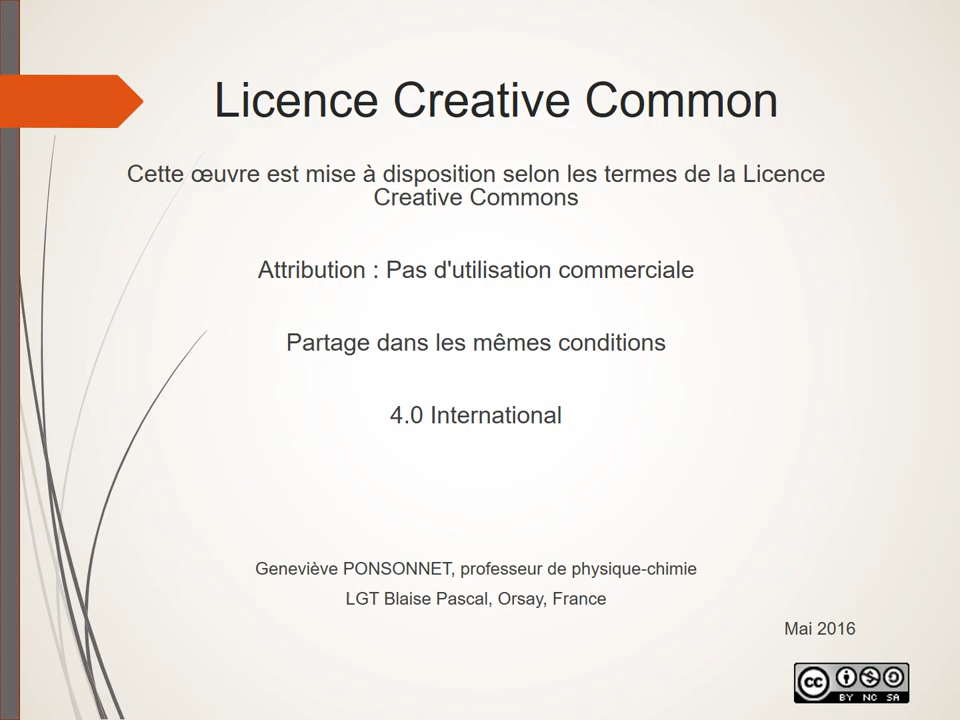 Licence Creative Common
Cette œuvre est mise à disposition selon les termes de la Licence
Creative Commons
Attribution : Pas d'utilisation commerciale
Partage dans les mêmes conditions
4.0 International
Geneviève PONSONNET, professeur de physique-chimie
LGT Blaise Pascal, Orsay, France
Mai 2016
cc
BY NC SA